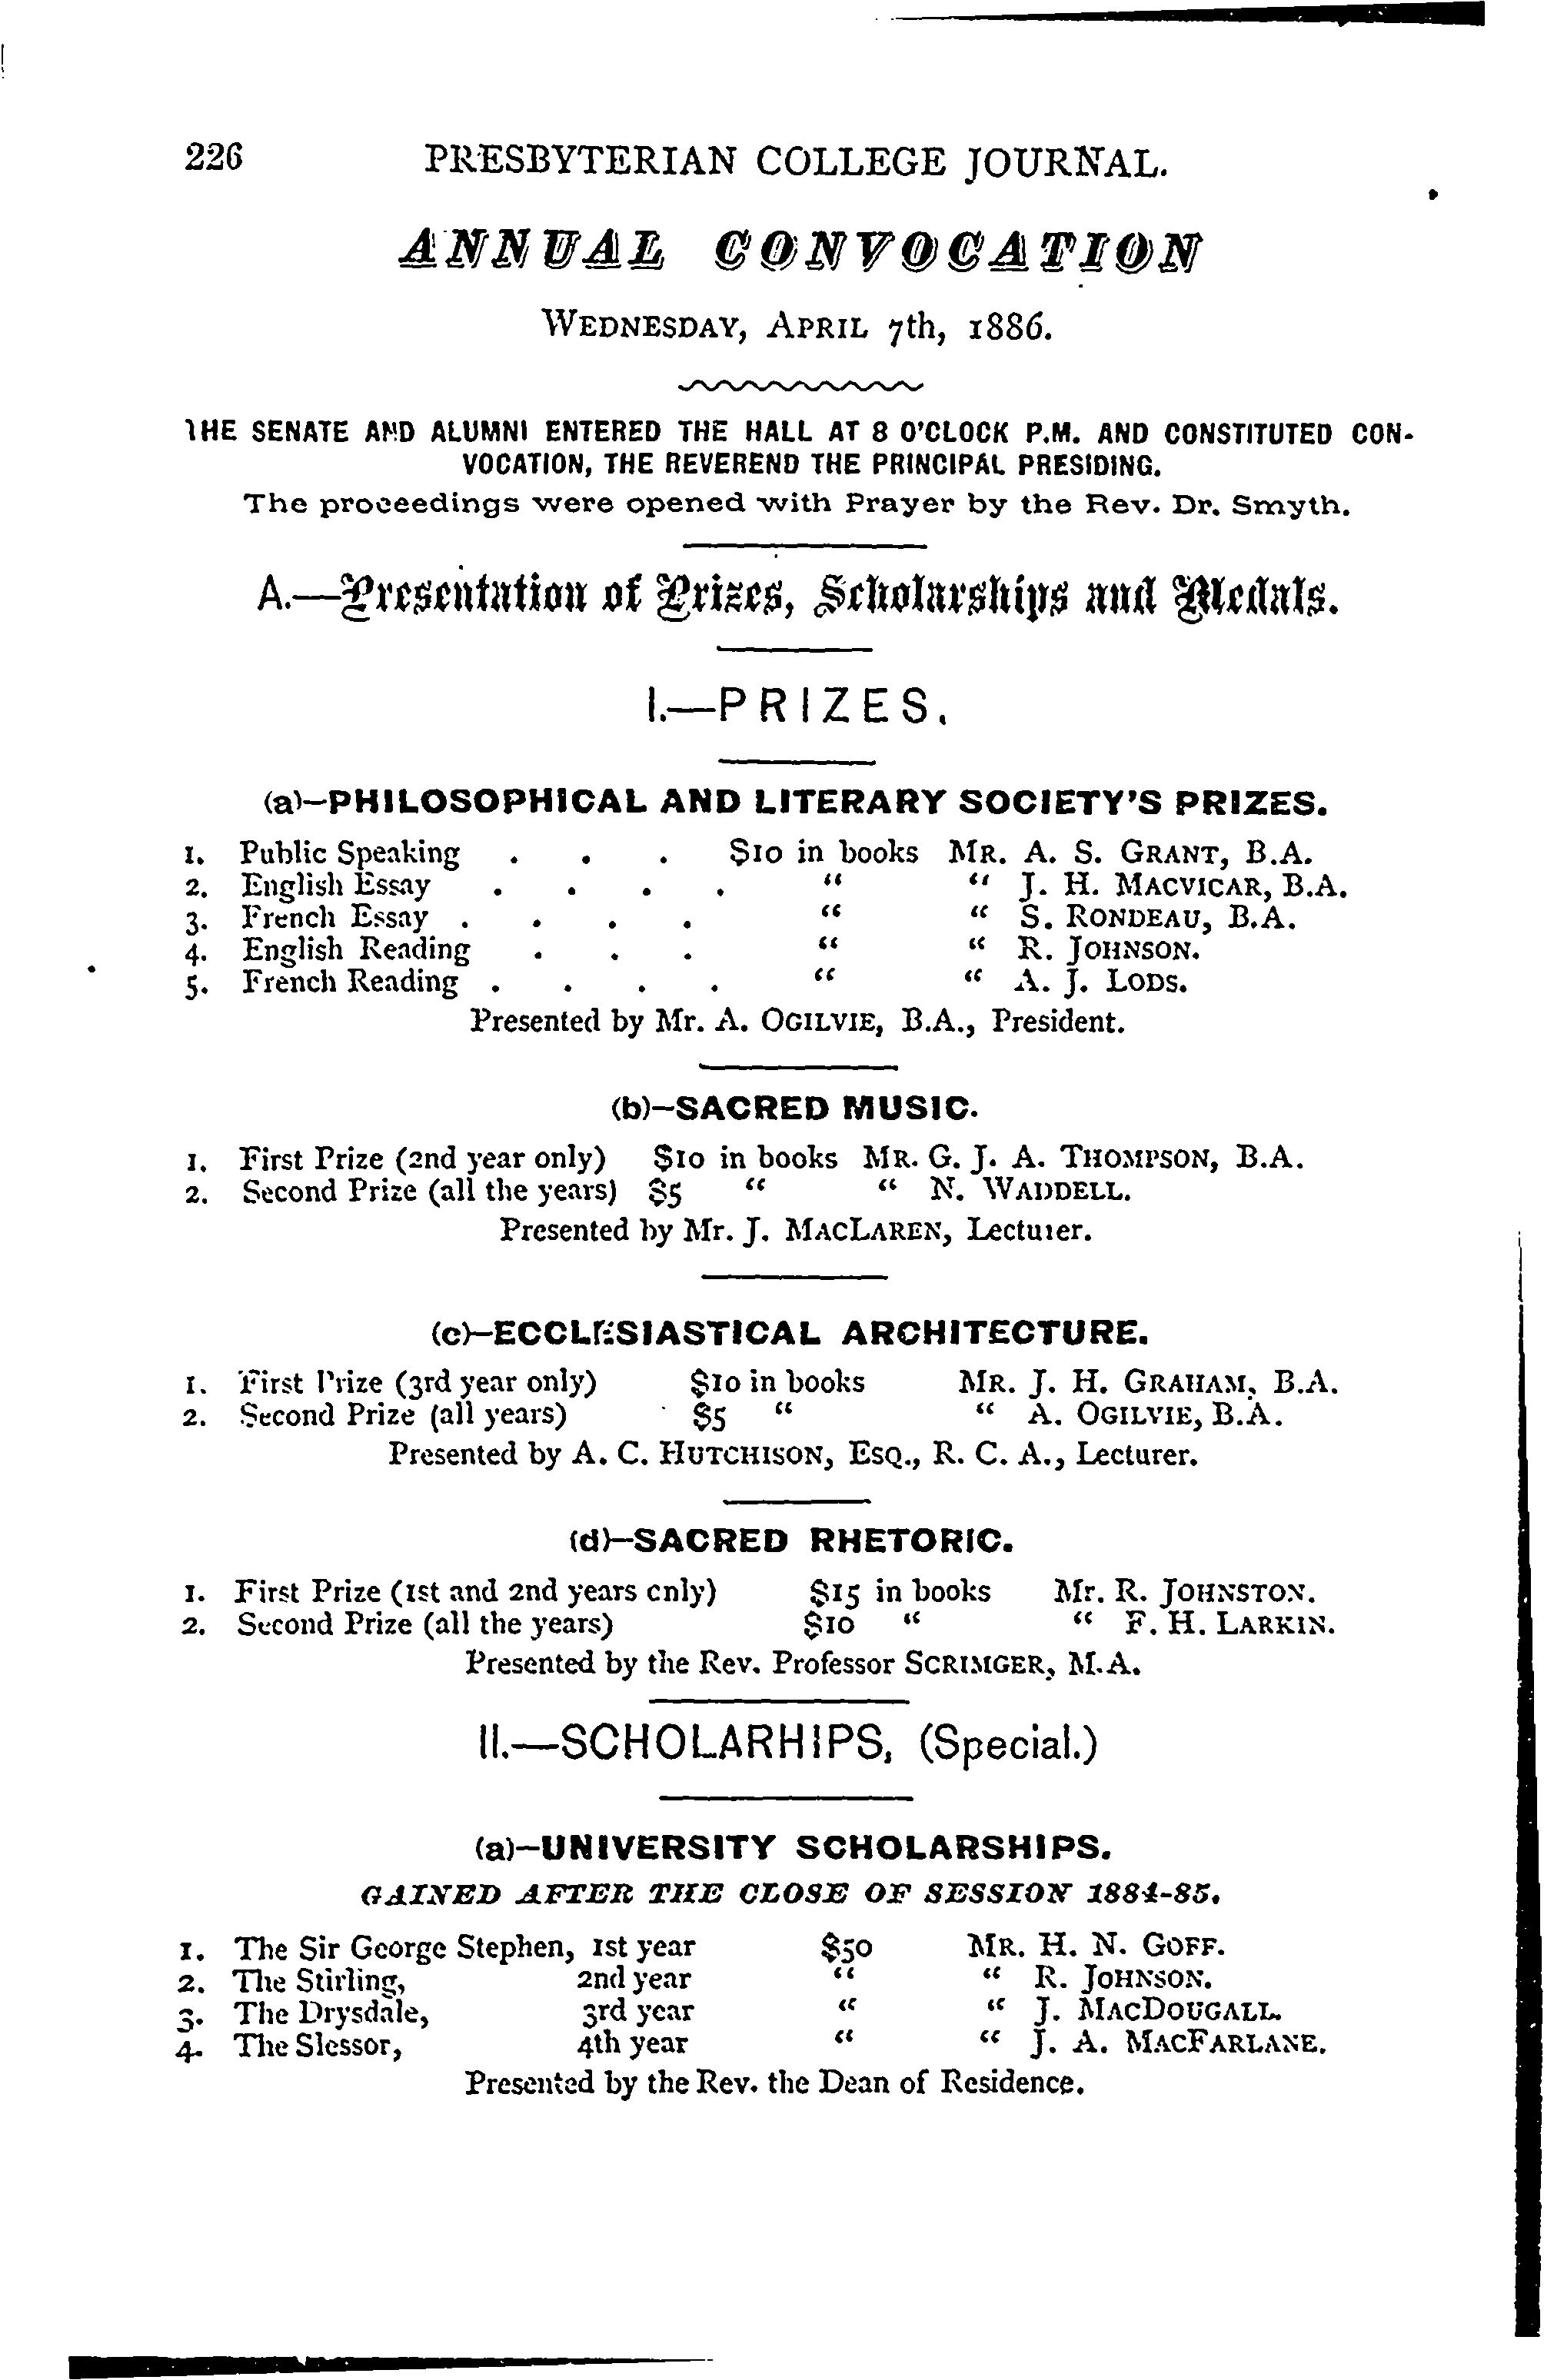 226 PRESBYTERIAN COLLEGE JOURNAL.
ANNUAL CONVOCATION
WEDNESDAY, APRIL 7th, 1886.
THE SENATE AND ALUMNI ENTERED THE HALL AT 8 O'CLOCK P.M. AND CONSTITUTED CON-
VOCATION, THE REVEREND THE PRINCIPAL PRESIDING.
The proceedings were opened with Prayer by the Rev. Dr. Smyth.
A.—Presentation of Prizes, Scholarships and Medals.
I.—PRIZES.
(a)—PHILOSOPHICAL AND LITERARY SOCIETY'S PRIZES.
1. Public Speaking . . . $10 in books MR. A. S. GRANT, B.A.
2. English Essay . . . . " " J. H. MACVICAR, B.A.
3. French Essay . . . . " " S. RONDEAU, B.A.
4. English Reading . . . " " R. JOHNSON.
5. French Reading . . . . " " A. J. LODS.
Presented by Mr. A. OGILVIE, B.A., President.
(b)—SACRED MUSIC.
1. First Prize (2nd year only) $10 in books MR. G. J. A. THOMPSON, B.A.
2. Second Prize (all the years) $5 " " N. WADDELL.
Presented by Mr. J. MACLAREN, Lecturer.
(c)—ECCLESIASTICAL ARCHITECTURE.
1. First Prize (3rd year only) $10 in books MR. J. H. GRAHAM, B.A.
2. Second Prize (all years) $5 " " A. OGILVIE, B.A.
Presented by A. C. HUTCHISON, ESQ., R. C. A., Lecturer.
(d)—SACRED RHETORIC.
1. First Prize (1st and 2nd years only) $15 in books Mr. R. JOHNSTON.
2. Second Prize (all the years) $10 " " F. H. LARKIN.
Presented by the Rev. Professor SCRIMGER, M.A.
II.—SCHOLARHIPS, (Special.)
(a)—UNIVERSITY SCHOLARSHIPS.
GAINED AFTER THE CLOSE OF SESSION 1884-85.
1. The Sir George Stephen, 1st year $50 MR. H. N. GOFF.
2. The Stirling, 2nd year " " R. JOHNSON.
3. The Drysdale, 3rd year " " J. MACDOUGALL.
4. The Slessor, 4th year " " J. A. MACFARLANE.
Presented by the Rev. the Dean of Residence.